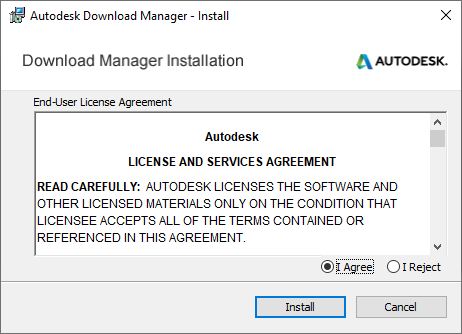 Autodesk Download Manager - Install
Download Manager Installation
AUTODESK.
End-User License Agreement
Autodesk
LICENSE AND SERVICES AGREEMENT
READ CAREFULLY: AUTODESK LICENSES THE SOFTWARE AND
OTHER LICENSED MATERIALS ONLY ON THE CONDITION THAT
LICENSEE ACCEPTS ALL OF THE TERMS CONTAINED OR
REFERENCED IN THIS AGREEMENT.
I Agree I Reject
Install Cancel